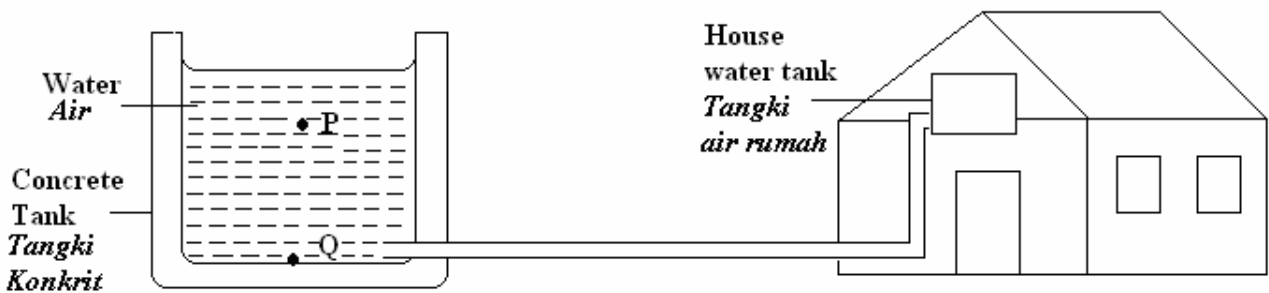 Water
Air
P
Concrete
Tank
Tangki
Konkrit
Q
House
water tank
Tangki
air rumah